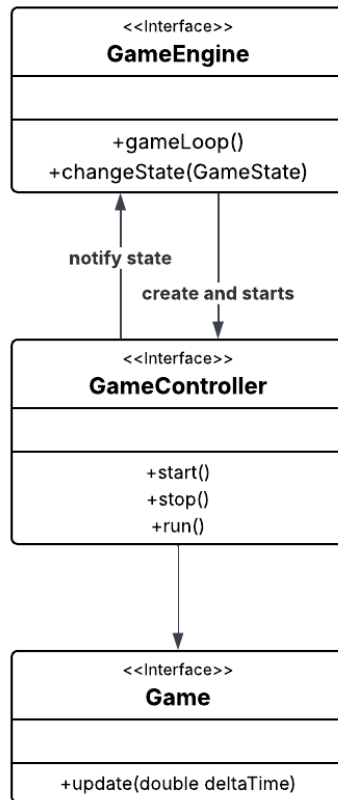 <<Interface>>
GameEngine
+gameLoop()
+changeState(GameState)
notify state
create and starts
<<Interface>>
GameController
+start()
+stop()
+run()
<<Interface>>
Game
+update(double deltaTime)